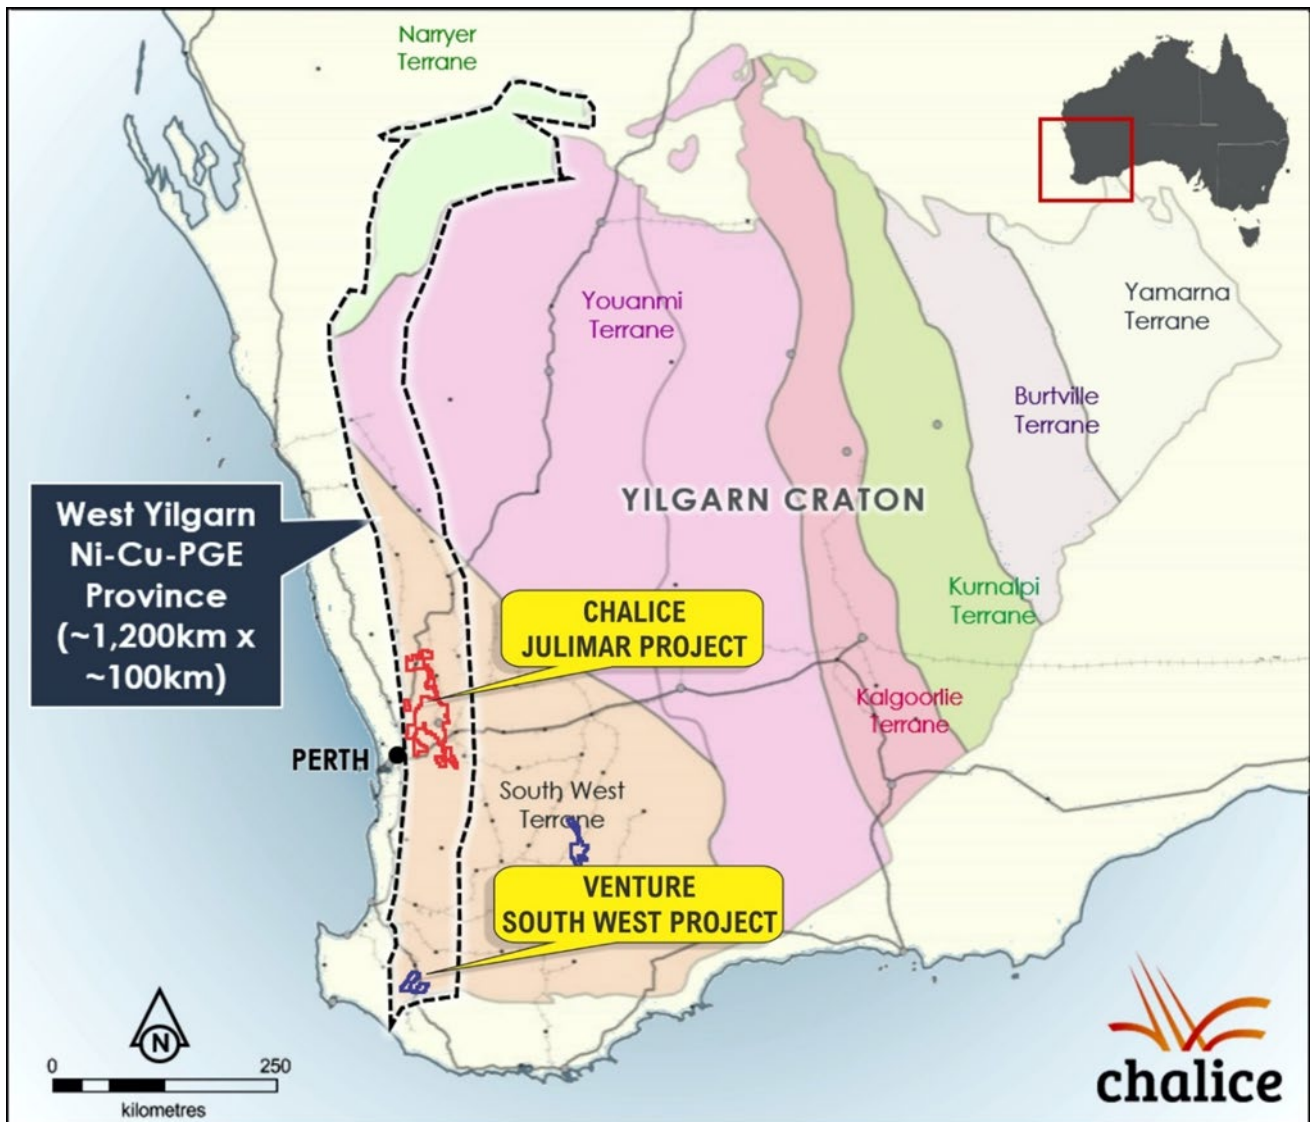 Narryer
Terrane
Youanmi
Terrane
Yamarna
Terrane
Burtville
Terrane
YILGARN CRATON
West Yilgarn
Ni-Cu-PGE
Province
(~1,200km x
~100km)
Kurnalpi
Terrane
CHALICE
JULIMAR PROJECT
Kalgoorlie
Terrane
PERTH
South West
Terrane
VENTURE
SOUTH WEST PROJECT
N
0 250
kilometres
chalice